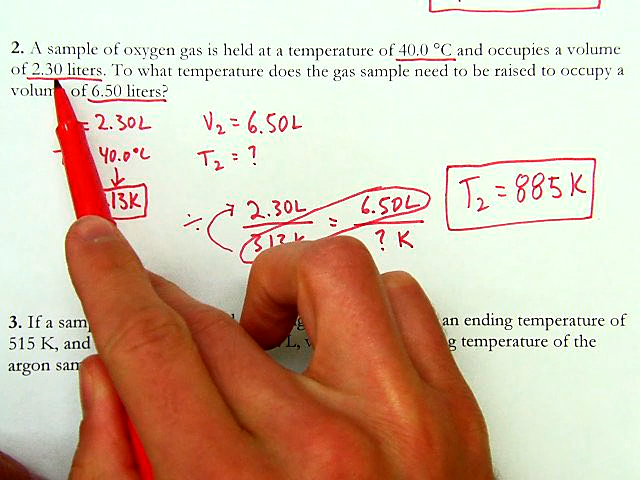 2. A sample of oxygen gas is held at a temperature of 40.0 °C and occupies a volume
of 2.30 liters. To what temperature does the gas sample need to be raised to occupy a
of 6.50 liters?
= 2.30L V₂ = 6.50L
40.0°C T₂ = ?
13K
÷ 2.30L = 6.50L
313K ? K
T₂ = 885 K
3. If a sam an ending temperature of
515 K, and L, g temperature of the
argon